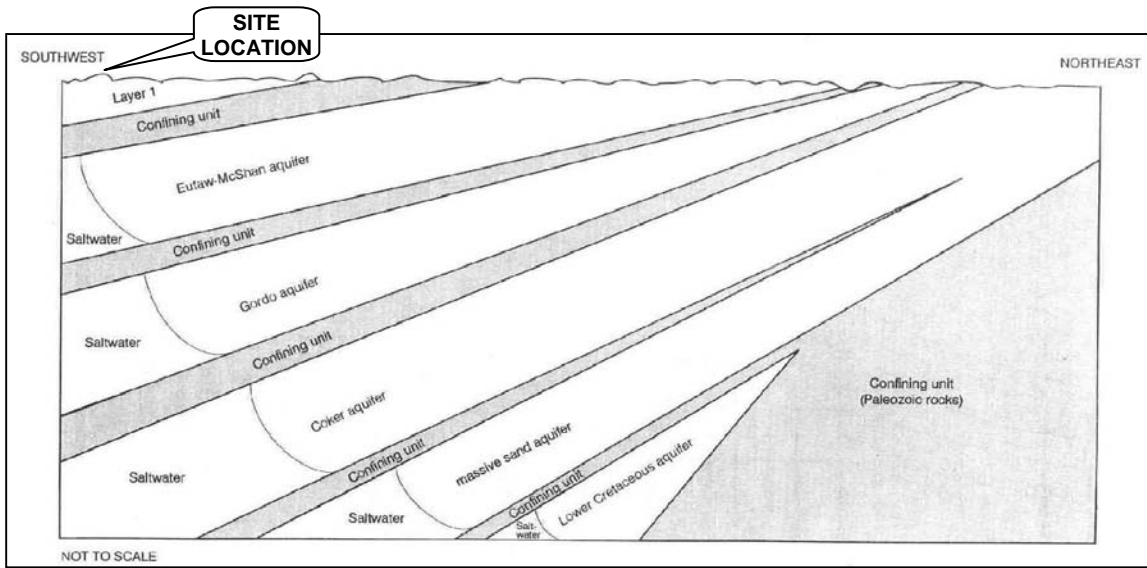 SITE
LOCATION
SOUTHWEST
NORTHEAST
Layer 1
Confining unit
Eutaw-McShan aquifer
Saltwater
Confining unit
Gordo aquifer
Saltwater
Confining unit
Coker aquifer
Confining unit
(Paleozoic rocks)
Saltwater
Confining unit
massive sand aquifer
Saltwater
Confining unit
Lower Cretaceous aquifer
Salt-
water
NOT TO SCALE